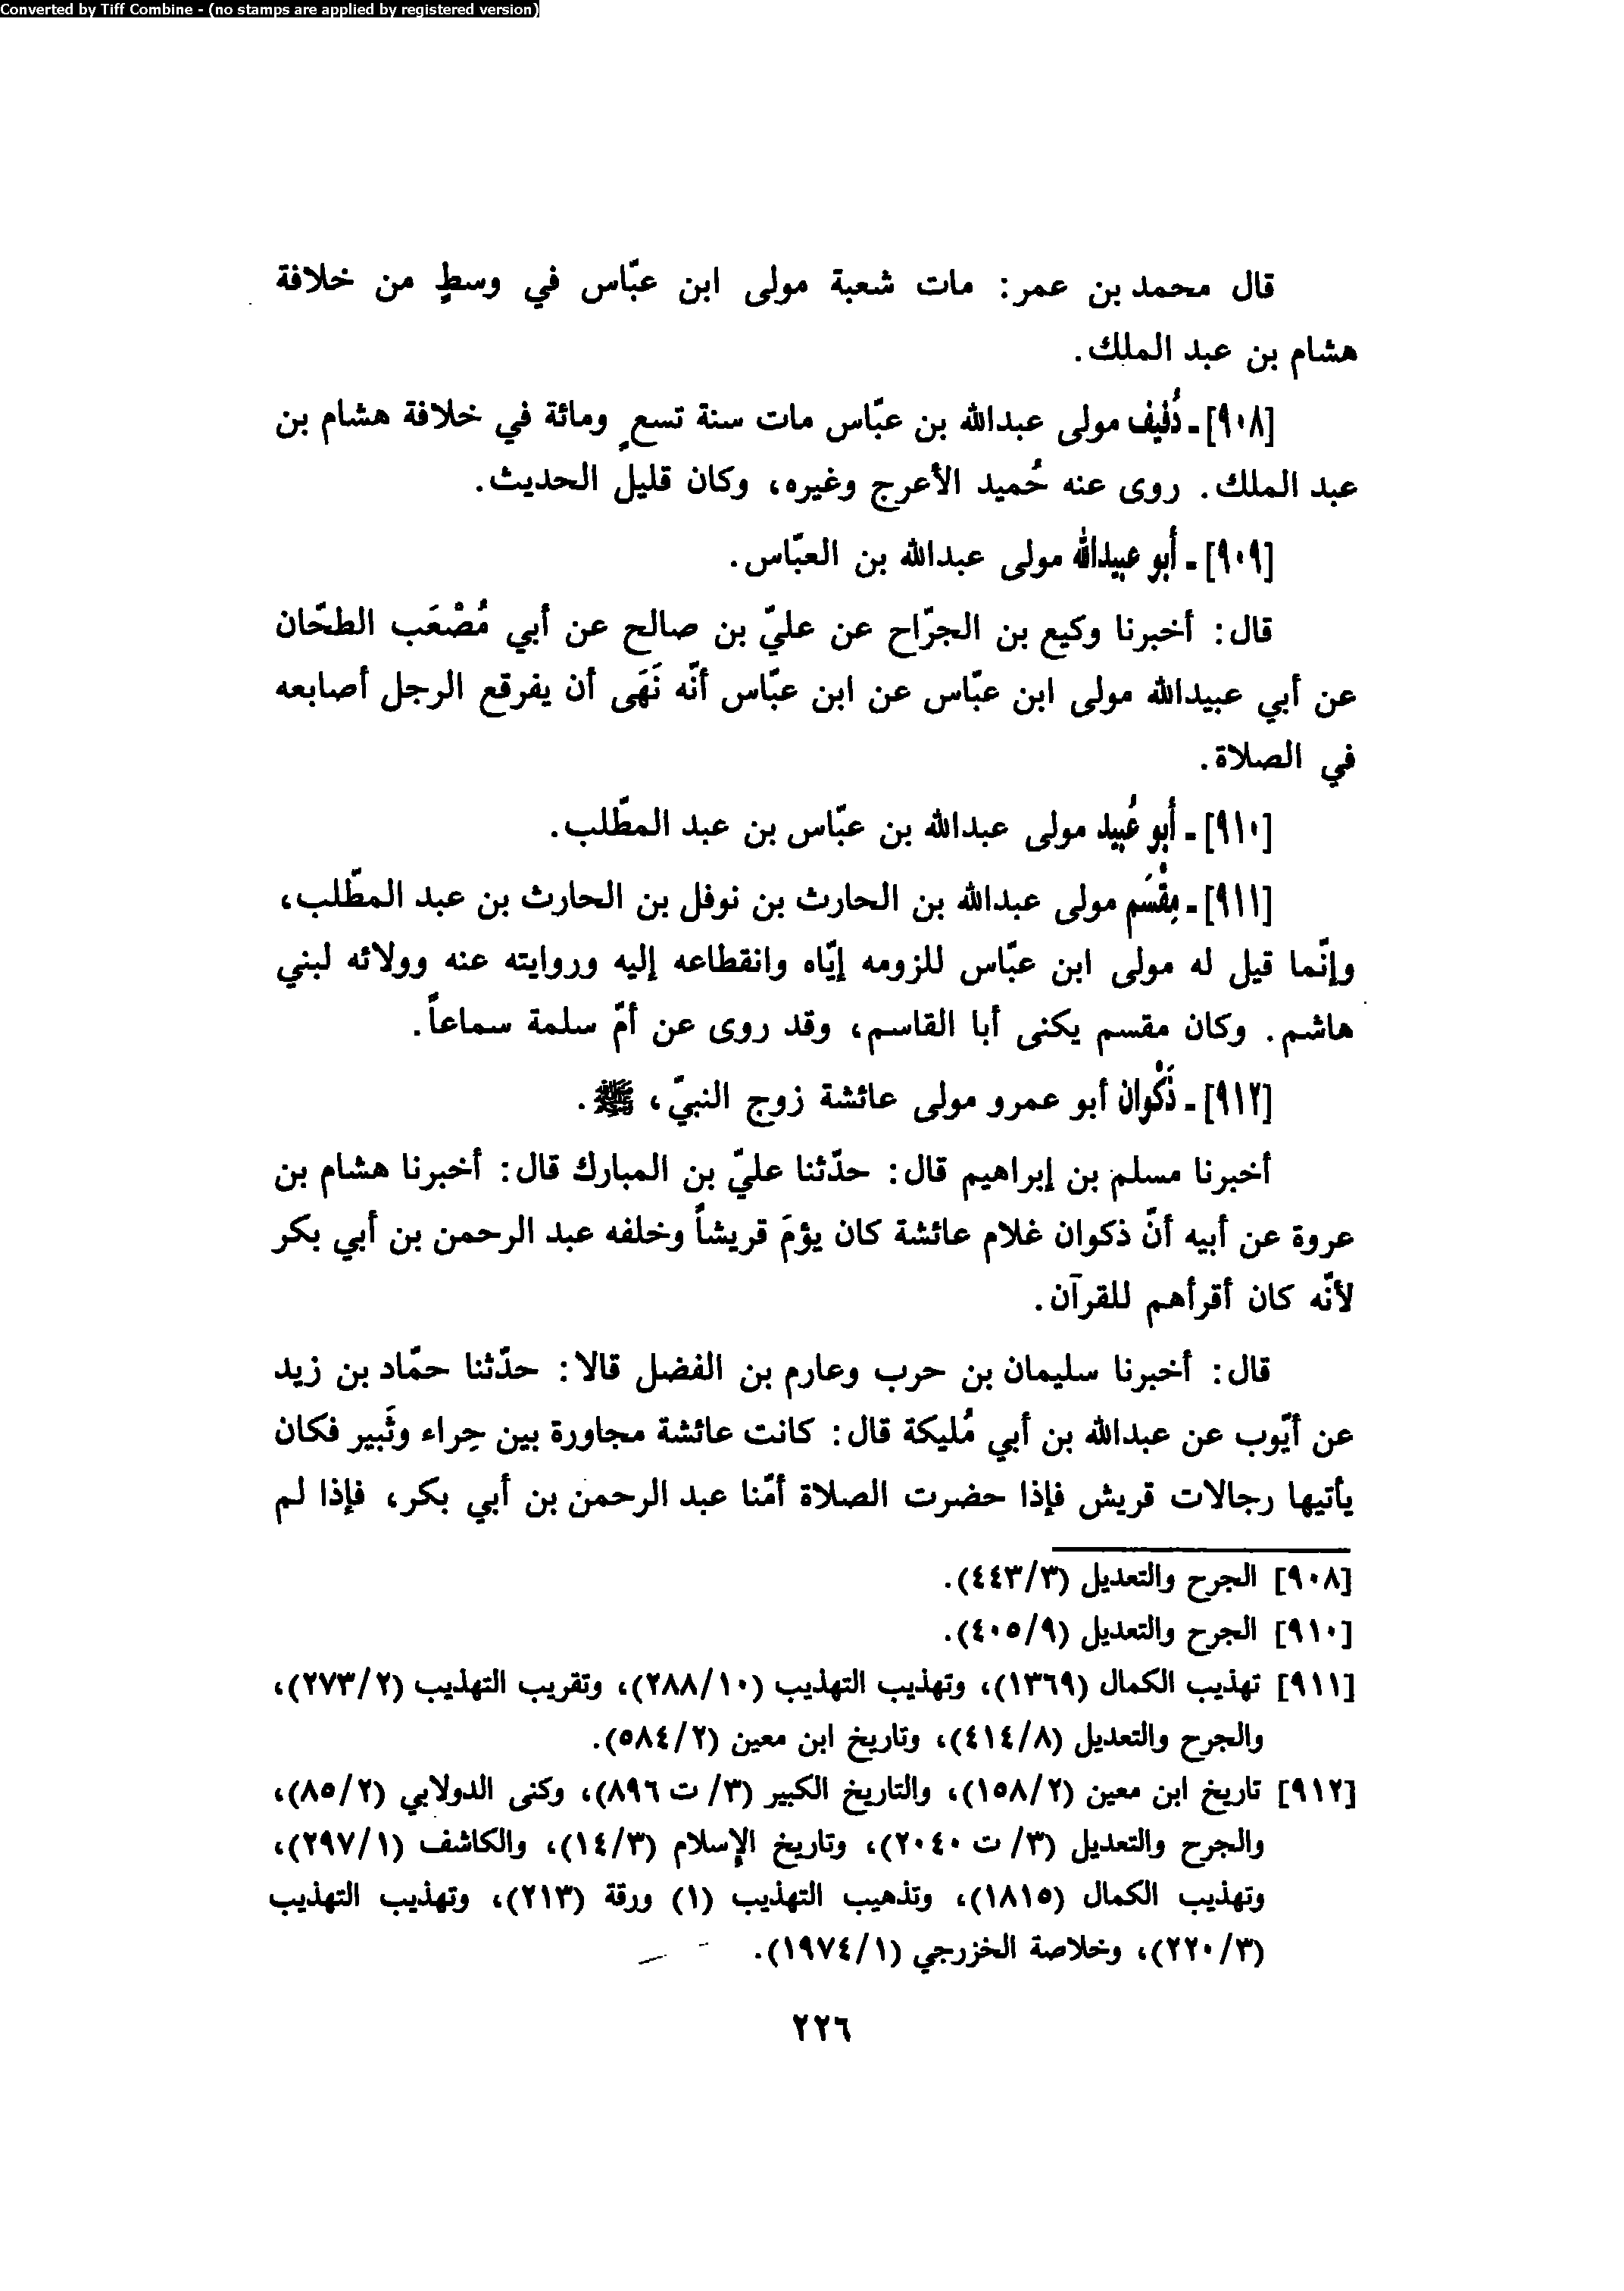 Converted by Tiff Combine - (no stamps are applied by registered version)
قال محمد بن عمر: مات شعبة مولى ابن عبّاس في وسطٍ من خلافة
هشام بن عبد الملك.
[٩٠٨] ـ دُفيف مولى عبدالله بن عبّاس مات سنة تسعٍ ومائة في خلافة هشام بن
عبد الملك. روى عنه حُميد الأعرج وغيره، وكان قليل الحديث.
[٩٠٩] ـ أبو عبيدالله مولى عبدالله بن العبّاس.
قال: أخبرنا وكيع بن الجرّاح عن عليّ بن صالح عن أبي مُصْعَب الطحّان
عن أبي عبيدالله مولى ابن عبّاس عن ابن عبّاس أنّه نَهَى أن يفرقع الرجل أصابعه
في الصلاة.
[٩١٠] ـ أبو عُبيد مولى عبدالله بن عبّاس بن عبد المطّلب.
[٩١١] ـ مِقْسَم مولى عبدالله بن الحارث بن نوفل بن الحارث بن عبد المطّلب،
وإنّما قيل له مولى ابن عبّاس للزومه إيّاه وانقطاعه إليه وروايته عنه وولائه لبني
هاشم. وكان مقسم يكنى أبا القاسم، وقد روى عن أمّ سلمة سماعاً.
[٩١٢] ـ ذَكْوان أبو عمرو مولى عائشة زوج النبيّ، ﷺ.
أخبرنا مسلم بن إبراهيم قال: حدّثنا عليّ بن المبارك قال: أخبرنا هشام بن
عروة عن أبيه أنّ ذكوان غلام عائشة كان يؤمّ قريشاً وخلفه عبد الرحمن بن أبي بكر
لأنّه كان أقرأهم للقرآن.
قال: أخبرنا سليمان بن حرب وعارم بن الفضل قالا: حدّثنا حمّاد بن زيد
عن أيّوب عن عبدالله بن أبي مُليكة قال: كانت عائشة مجاورة بين حِراء وثَبير فكان
يأتيها رجالات قريش فإذا حضرت الصلاة أمّنا عبد الرحمن بن أبي بكر، فإذا لم
[٩٠٨] الجرح والتعديل (٤٤٣/٣).
[٩١٠] الجرح والتعديل (٤٠٥/٩).
[٩١١] تهذيب الكمال (١٣٦٩)، وتهذيب التهذيب (٢٨٨/١٠)، وتقريب التهذيب (٢٧٣/٢)،
والجرح والتعديل (٤١٤/٨)، وتاريخ ابن معين (٥٨٤/٢).
[٩١٢] تاريخ ابن معين (١٥٨/٢)، والتاريخ الكبير (٣/ ت ٨٩٦)، وكنى الدولابي (٨٥/٢)،
والجرح والتعديل (٣/ ت ٢٠٤٠)، وتاريخ الإسلام (١٤/٣)، والكاشف (٢٩٧/١)،
وتهذيب الكمال (١٨١٥)، وتذهيب التهذيب (١) ورقة (٢١٣)، وتهذيب التهذيب
(٢٢٠/٣)، وخلاصة الخزرجي (١٩٧٤/١).
٢٢٦